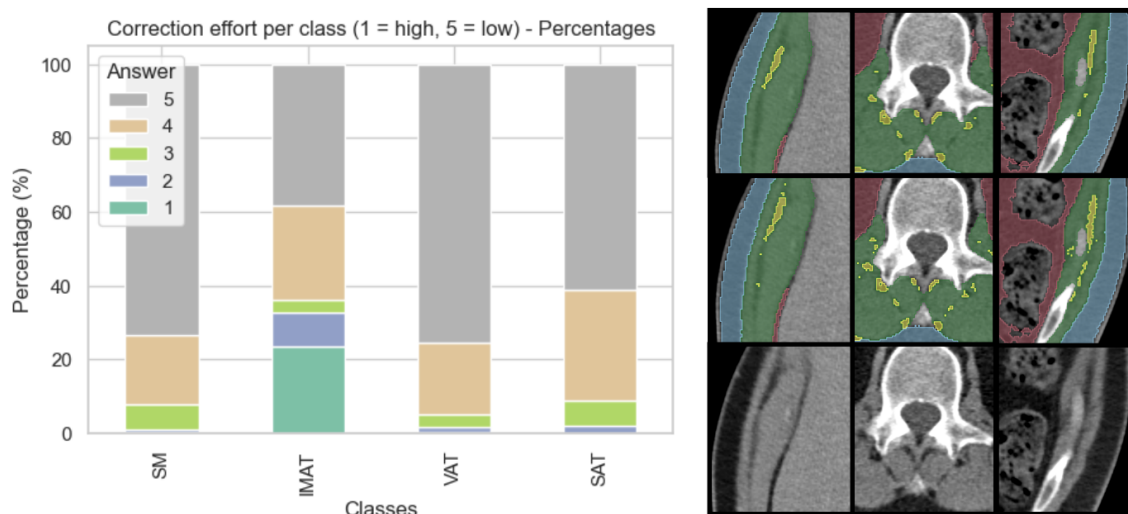 Correction effort per class (1 = high, 5 = low) - Percentages
100
80
60
40
20
0
Percentage (%)
Answer
5
4
3
2
1
SM
IMAT
VAT
SAT
Classes